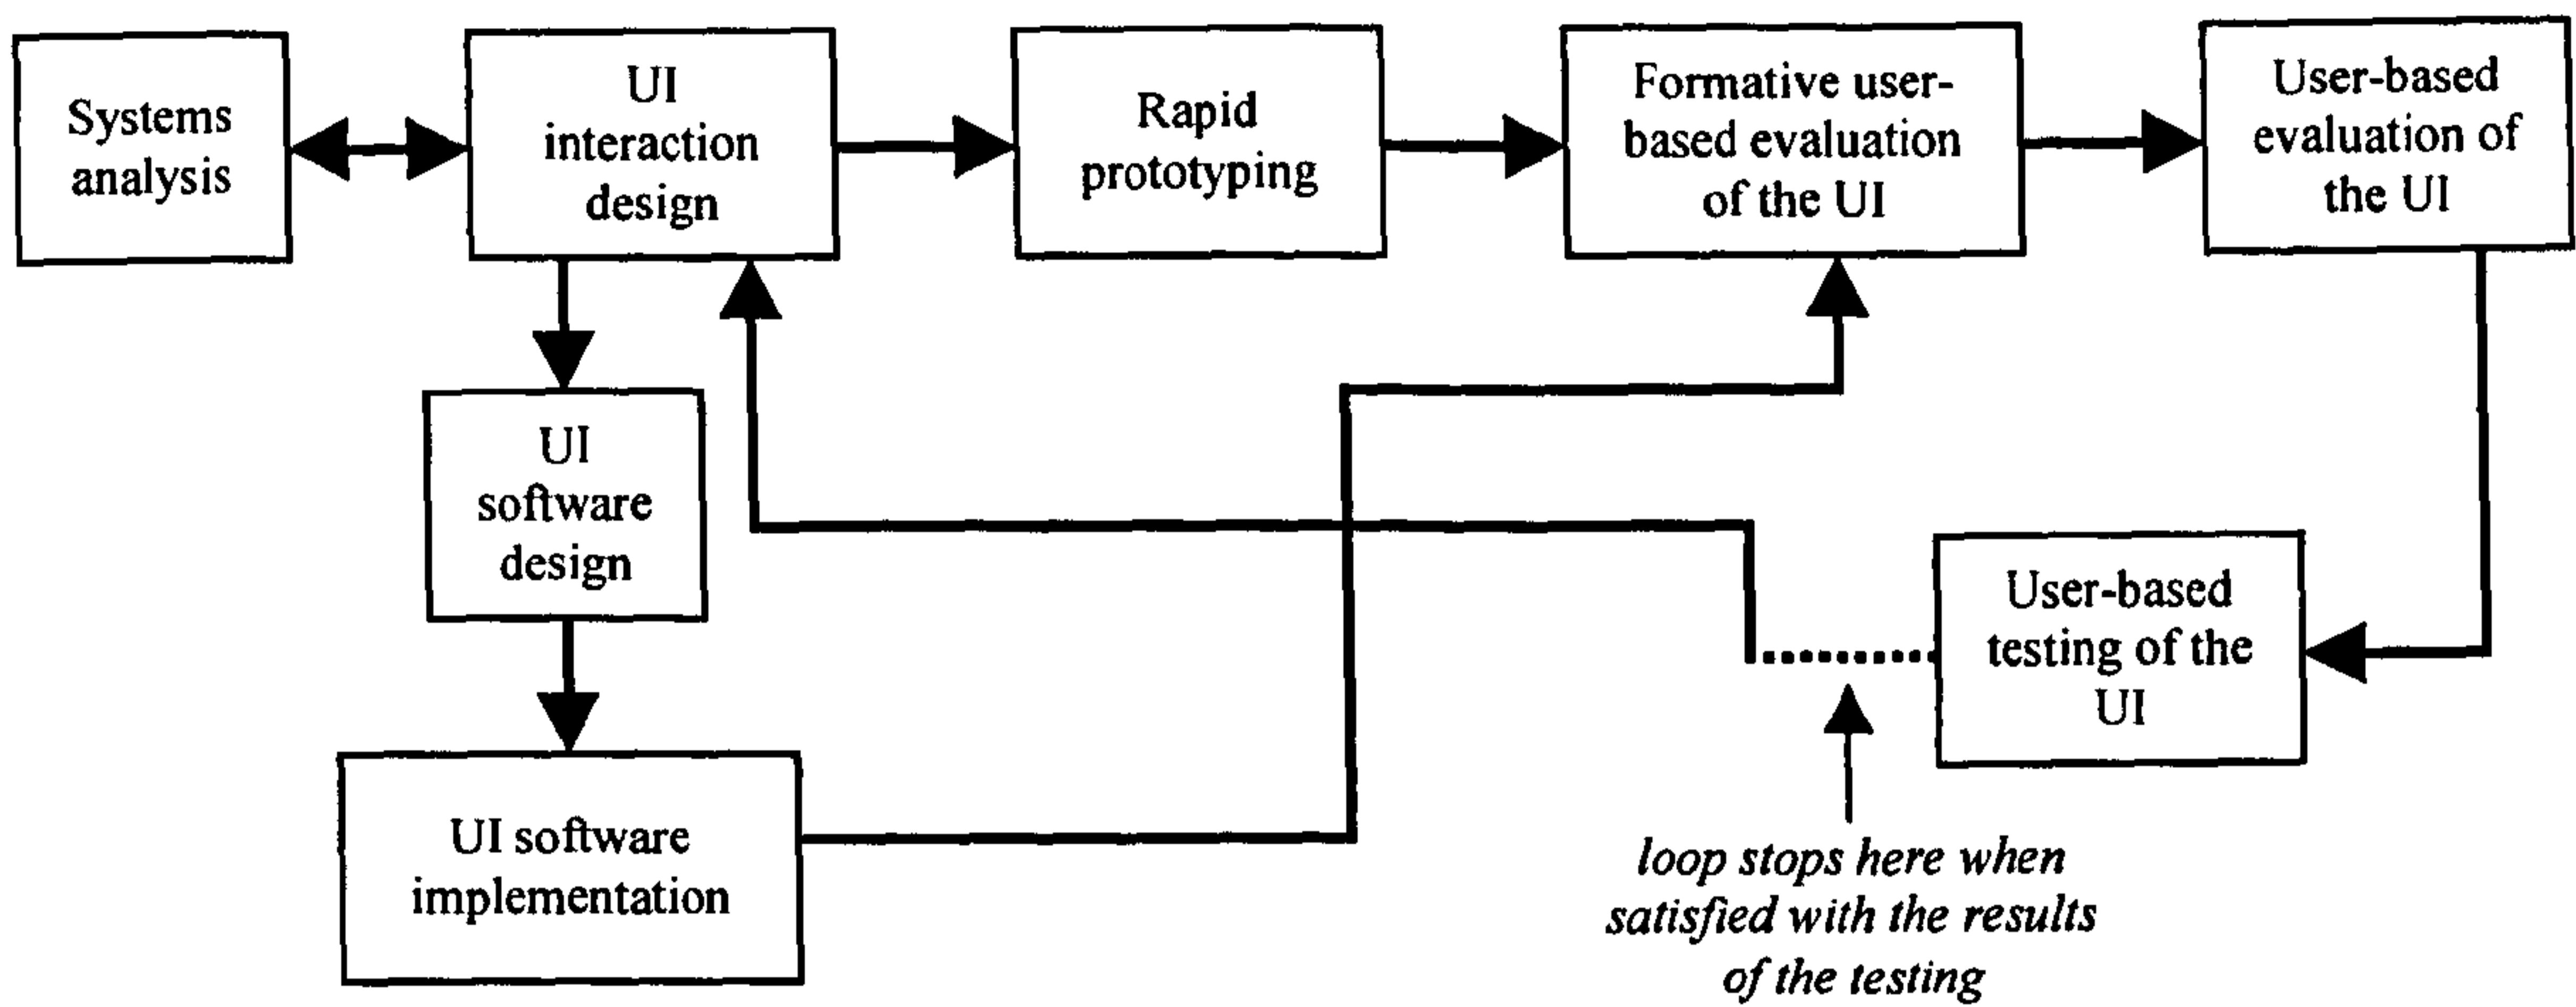 Systems
analysis
UI
interaction
design
Rapid
prototyping
Formative user-
based evaluation
of the UI
User-based
evaluation of
the UI
UI
software
design
User-based
testing of the
UI
UI software
implementation
loop stops here when
satisfied with the results
of the testing